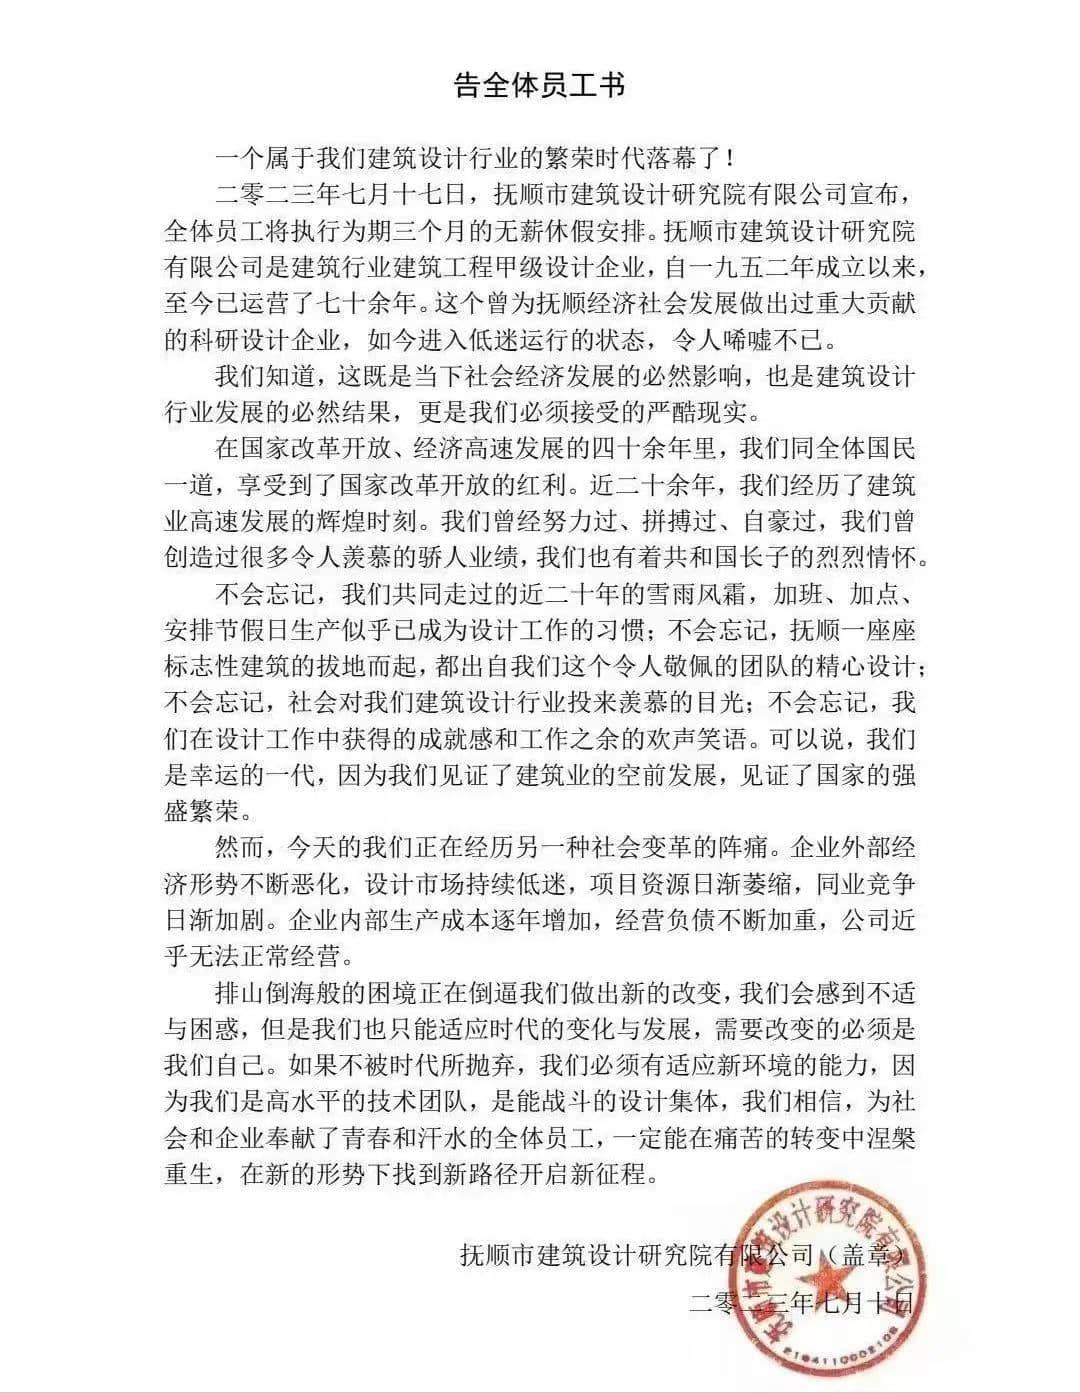 告全体员工书
一个属于我们建筑设计行业的繁荣时代落幕了！
二零二三年七月十七日，抚顺市建筑设计研究院有限公司宣布，
全体员工将执行为期三个月的无薪休假安排。抚顺市建筑设计研究院
有限公司是建筑行业建筑工程甲级设计企业，自一九五二年成立以来，
至今已运营了七十余年。这个曾为抚顺经济社会发展做出过重大贡献
的科研设计企业，如今进入低迷运行的状态，令人唏嘘不已。
我们知道，这既是当下社会经济发展的必然影响，也是建筑设计
行业发展的必然结果，更是我们必须接受的严酷现实。
在国家改革开放、经济高速发展的四十余年里，我们同全体国民
一道，享受到了国家改革开放的红利。近二十余年，我们经历了建筑
业高速发展的辉煌时刻。我们曾经努力过、拼搏过、自豪过，我们曾
创造过很多令人羡慕的骄人业绩，我们也有着共和国长子的烈烈情怀。
不会忘记，我们共同走过的近二十年的雪雨风霜，加班、加点、
安排节假日生产似乎已成为设计工作的习惯；不会忘记，抚顺一座座
标志性建筑的拔地而起，都出自我们这个令人敬佩的团队的精心设计；
不会忘记，社会对我们建筑设计行业投来羡慕的目光；不会忘记，我
们在设计工作中获得的成就感和工作之余的欢声笑语。可以说，我们
是幸运的一代，因为我们见证了建筑业的空前发展，见证了国家的强
盛繁荣。
然而，今天的我们正在经历另一种社会变革的阵痛。企业外部经
济形势不断恶化，设计市场持续低迷，项目资源日渐萎缩，同业竞争
日渐加剧。企业内部生产成本逐年增加，经营负债不断加重，公司近
乎无法正常经营。
排山倒海般的困境正在倒逼我们做出新的改变，我们会感到不适
与困惑，但是我们也只能适应时代的变化与发展，需要改变的必须是
我们自己。如果不被时代所抛弃，我们必须有适应新环境的能力，因
为我们是高水平的技术团队，是能战斗的设计集体，我们相信，为社
会和企业奉献了青春和汗水的全体员工，一定能在痛苦的转变中涅槃
重生，在新的形势下找到新路径开启新征程。
抚顺市建筑设计研究院有限公司（盖章）
二零二三年七月十日
抚顺市建筑设计研究院有限公司
2104110002108